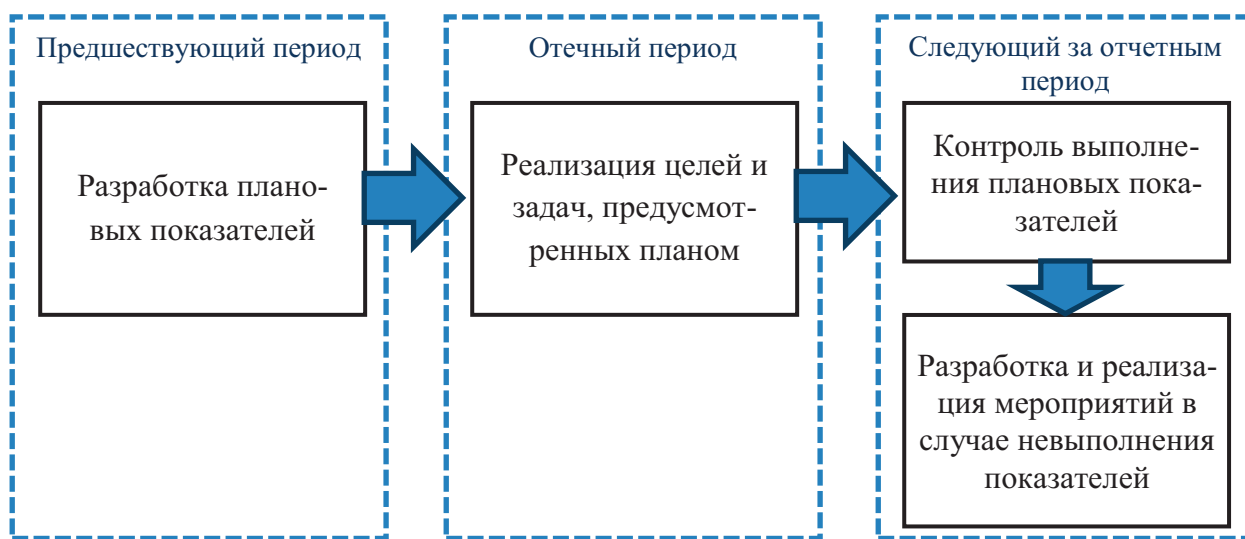 Предшествующий период
Разработка плано-
вых показателей
Отечный период
Реализация целей и
задач, предусмот-
ренных планом
Следующий за отчетным
период
Контроль выполне-
ния плановых пока-
зателей
Разработка и реализа-
ция мероприятий в
случае невыполнения
показателей